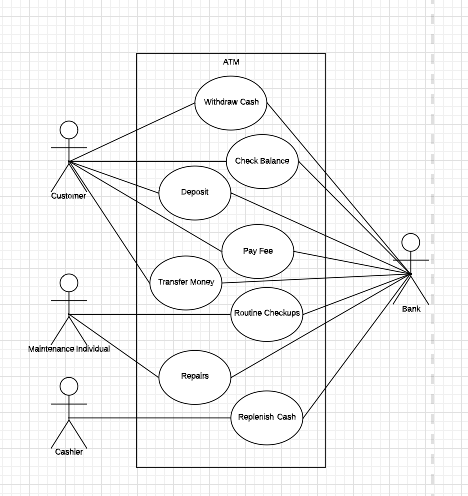 ATM
Withdraw Cash
Check Balance
Deposit
Customer
Pay Fee
Transfer Money
Bank
Routine Checkups
Maintenance Individual
Repairs
Replenish Cash
Cashier